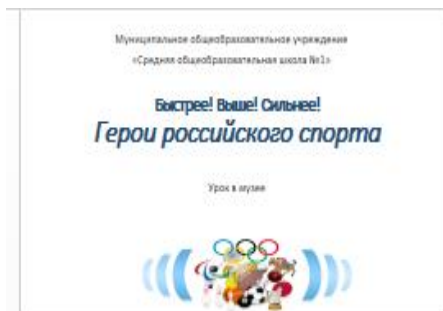 Муниципальное общеобразовательное учреждение
«Средняя общеобразовательная школа №1»
Быстрее! Выше! Сильнее!
Герои российского спорта
Урок в музее